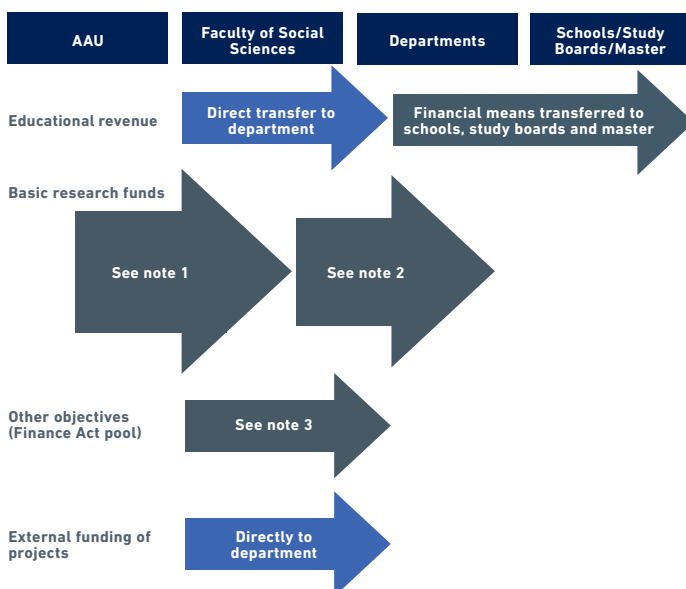 AAU
Faculty of Social
Sciences
Departments
Schools/Study
Boards/Master
Educational revenue
Direct transfer to
department
Financial means transferred to
schools, study boards and master
Basic research funds
See note 1
See note 2
Other objectives
(Finance Act pool)
See note 3
External funding of
projects
Directly to
department